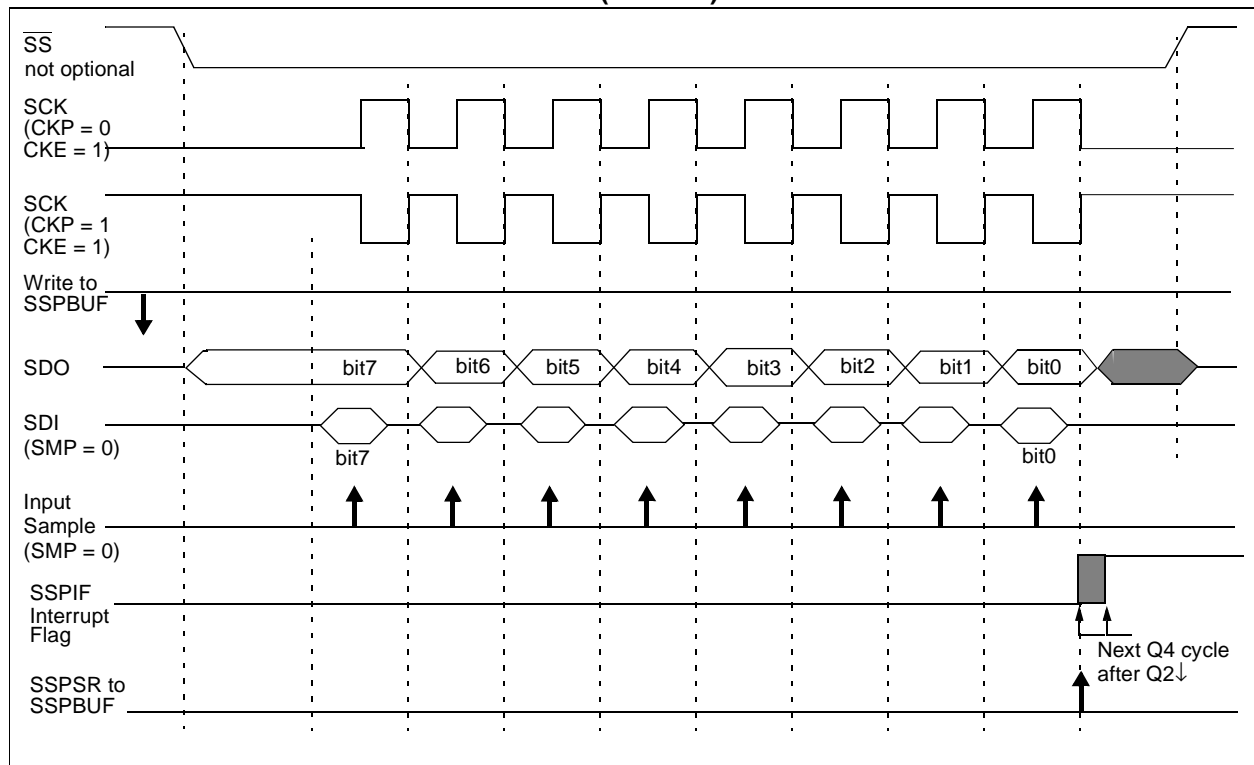 SS
not optional
SCK
(CKP = 0
CKE = 1)
SCK
(CKP = 1
CKE = 1)
Write to
SSPBUF
SDO
bit7 bit6 bit5 bit4 bit3 bit2 bit1 bit0
SDI
(SMP = 0)
bit7 bit0
Input
Sample
(SMP = 0)
SSPIF
Interrupt
Flag
Next Q4 cycle
after Q2↓
SSPSR to
SSPBUF